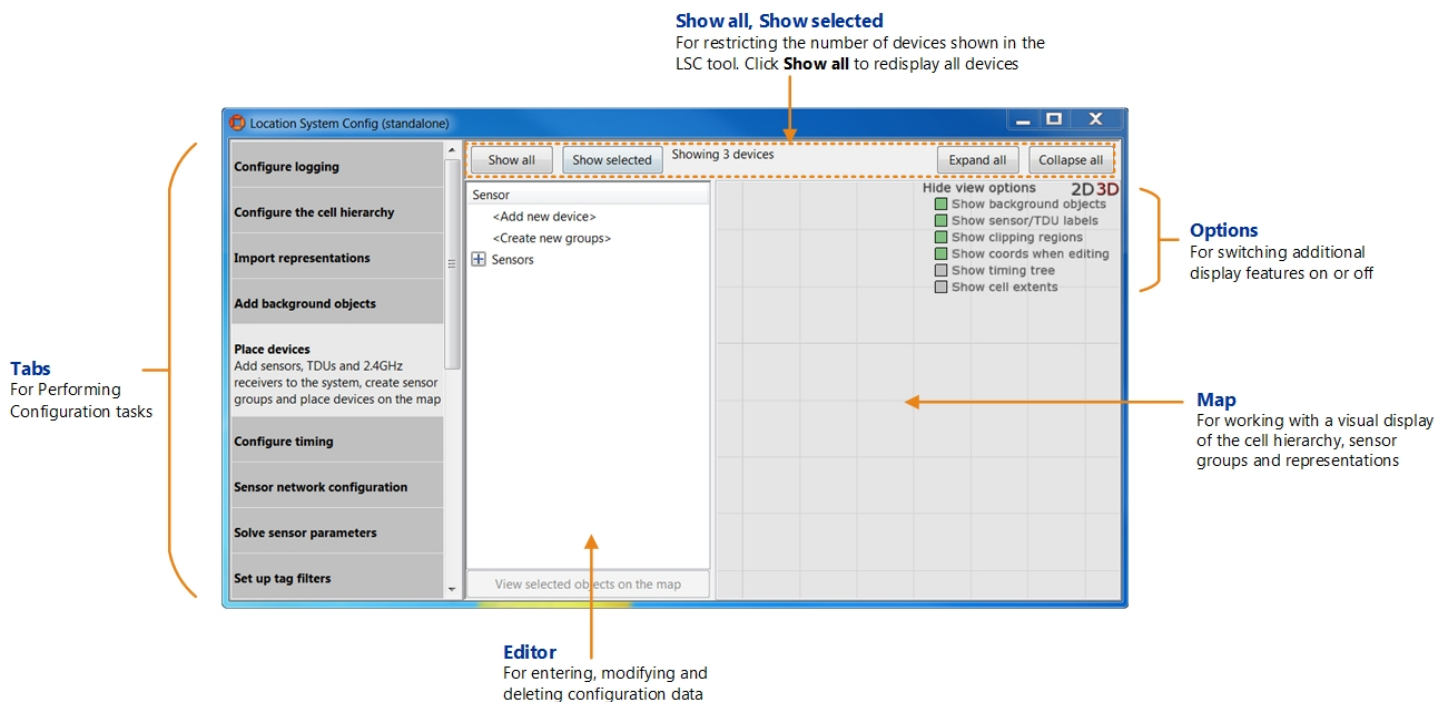 Show all, Show selected
For restricting the number of devices shown in the
LSC tool. Click Show all to redisplay all devices
Location System Config (standalone)
Configure logging
Configure the cell hierarchy
Import representations
Add background objects
Place devices
Add sensors, TDUs and 2.4GHz
receivers to the system, create sensor
groups and place devices on the map
Configure timing
Sensor network configuration
Solve sensor parameters
Set up tag filters
Show all
Show selected
Showing 3 devices
Expand all
Collapse all
Sensor
<Add new device>
<Create new groups>
Sensors
View selected objects on the map
Hide view options
2D 3D
Show background objects
Show sensor/TDU labels
Show clipping regions
Show coords when editing
Show timing tree
Show cell extents
Tabs
For Performing
Configuration tasks
Options
For switching additional
display features on or off
Map
For working with a visual display
of the cell hierarchy, sensor
groups and representations
Editor
For entering, modifying and
deleting configuration data